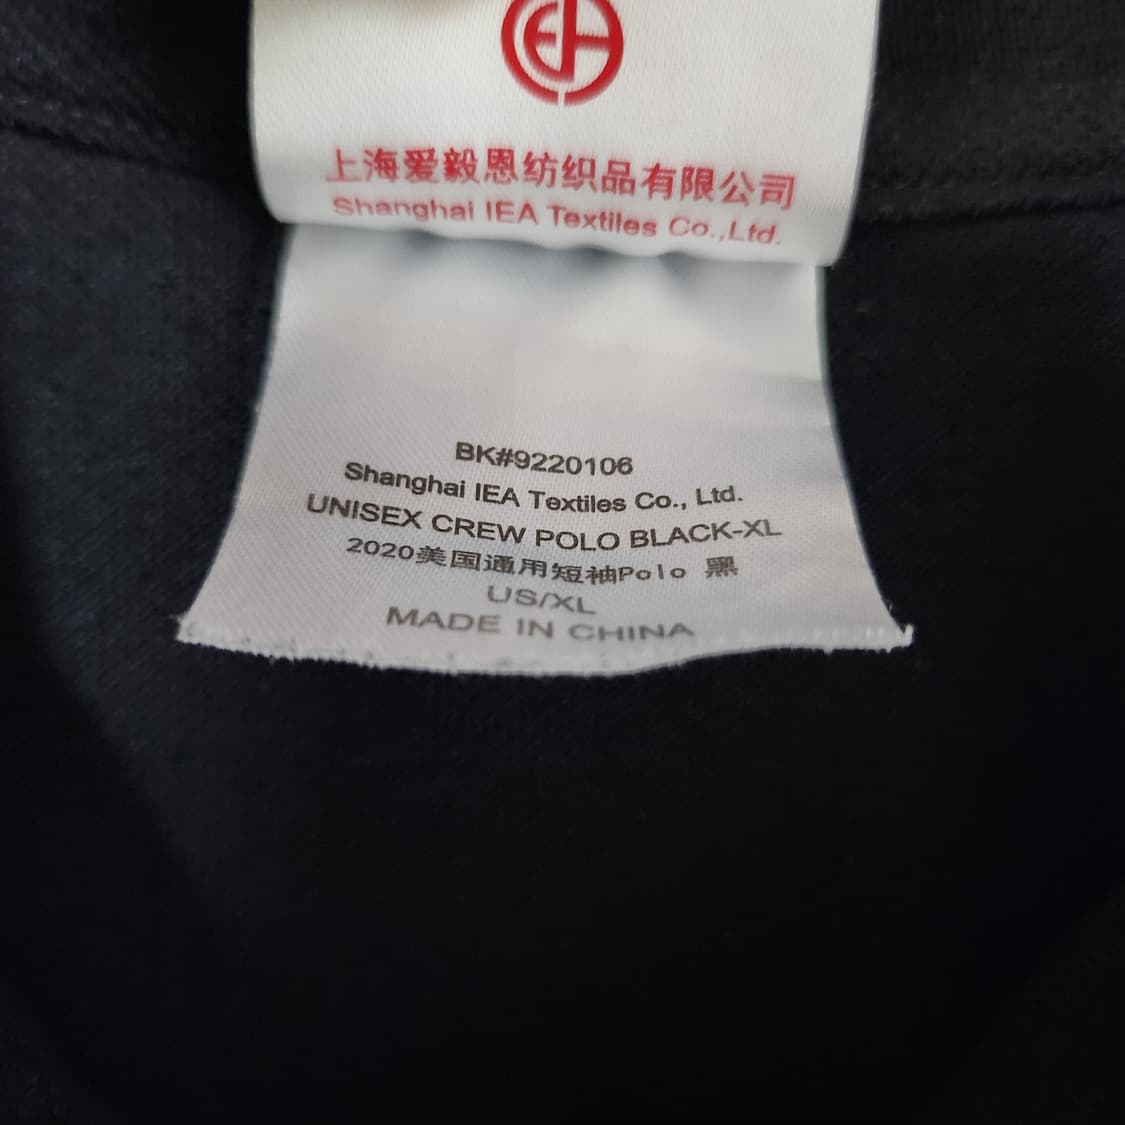 上海爱毅恩纺织品有限公司
Shanghai IEA Textiles Co.,Ltd.
BK#9220106
Shanghai IEA Textiles Co., Ltd.
UNISEX CREW POLO BLACK-XL
2020美国通用短袖Polo 黑
US/XL
MADE IN CHINA